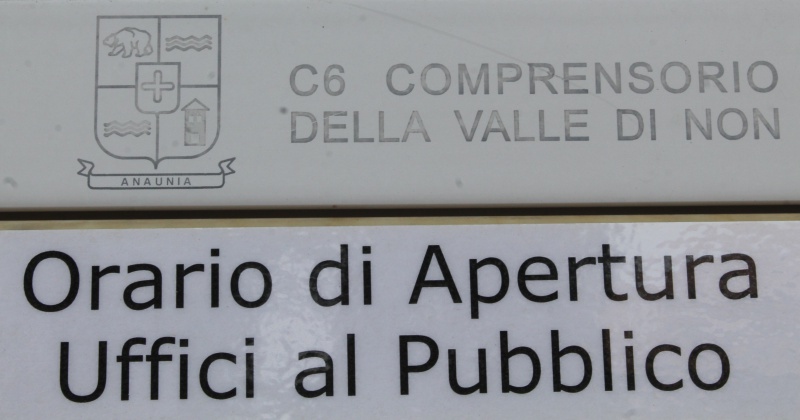 C6 COMPRENSORIO
DELLA VALLE DI NON
ANAUNIA
Orario di Apertura
Uffici al Pubblico